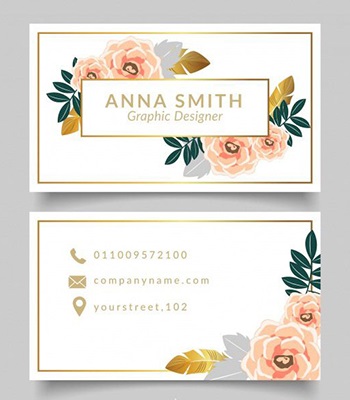 ANNA SMITH
Graphic Designer
011009572100
companyname.com
yourstreet,102